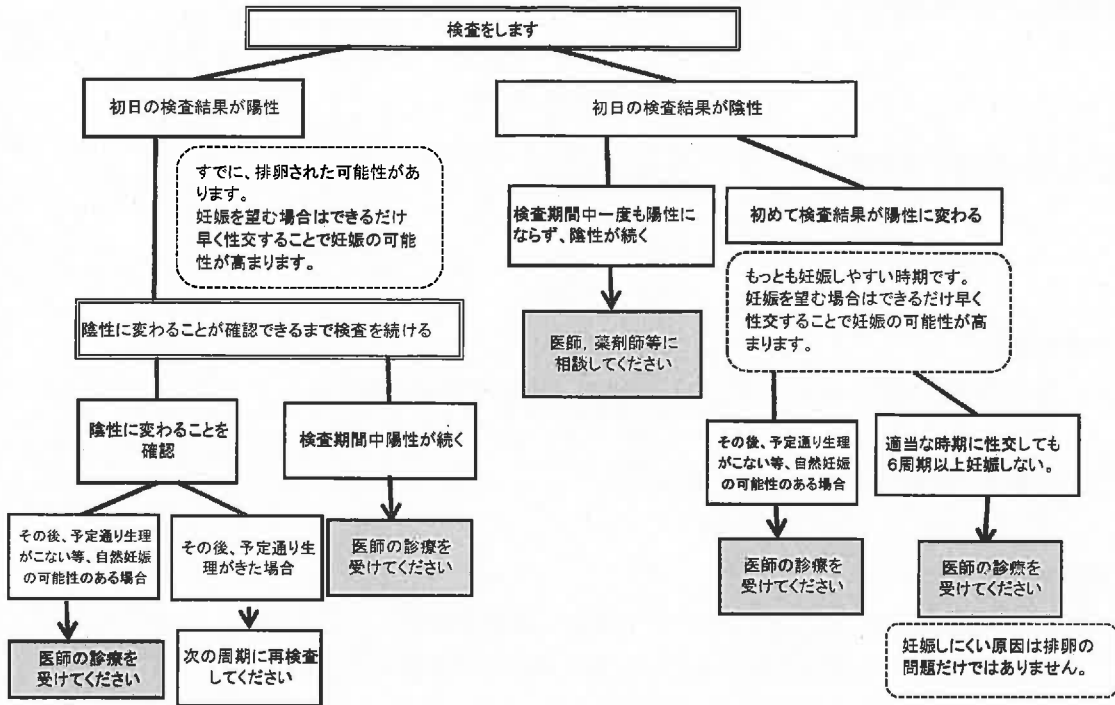 検査をします
初日の検査結果が陽性
初日の検査結果が陰性
すでに、排卵された可能性があ
ります。
妊娠を望む場合はできるだけ
早く性交することで妊娠の可能
性が高まります。
検査期間中一度も陽性に
ならず、陰性が続く
初めて検査結果が陽性に変わる
もっとも妊娠しやすい時期です。
妊娠を望む場合はできるだけ早く
性交することで妊娠の可能性が高
まります。
陰性に変わることが確認できるまで検査を続ける
医師，薬剤師等に
相談してください
陰性に変わることを
確認
検査期間中陽性が続く
その後、予定通り生理
がこない等、自然妊娠
の可能性のある場合
適当な時期に性交しても
6周期以上妊娠しない。
その後、予定通り生理
がこない等、自然妊娠
の可能性のある場合
その後、予定通り生
理がきた場合
医師の診療を
受けてください
医師の診療を
受けてください
医師の診療を
受けてください
医師の診療を
受けてください
次の周期に再検査
してください
妊娠しにくい原因は排卵の
問題だけではありません。